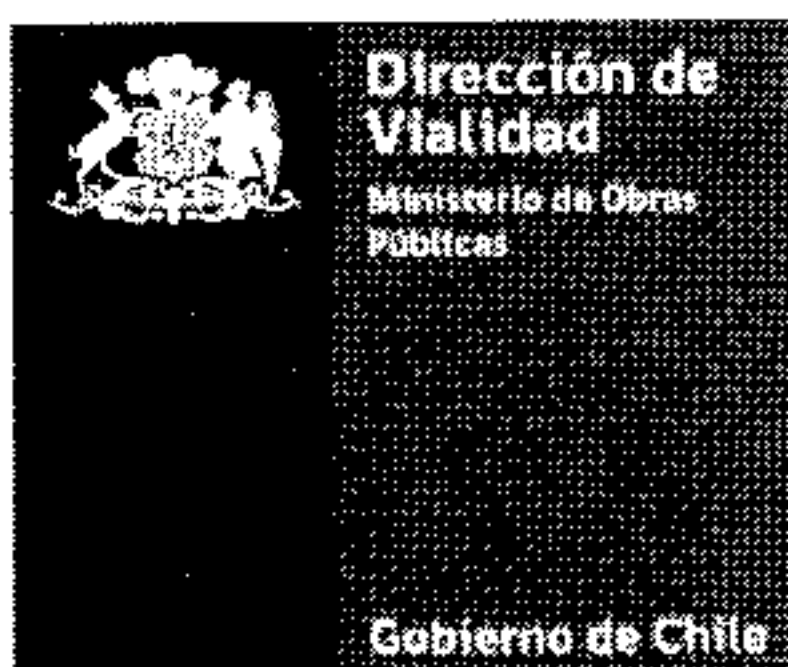 Dirección de
Vialidad
Ministerio de Obras
Públicas
Gobierno de Chile